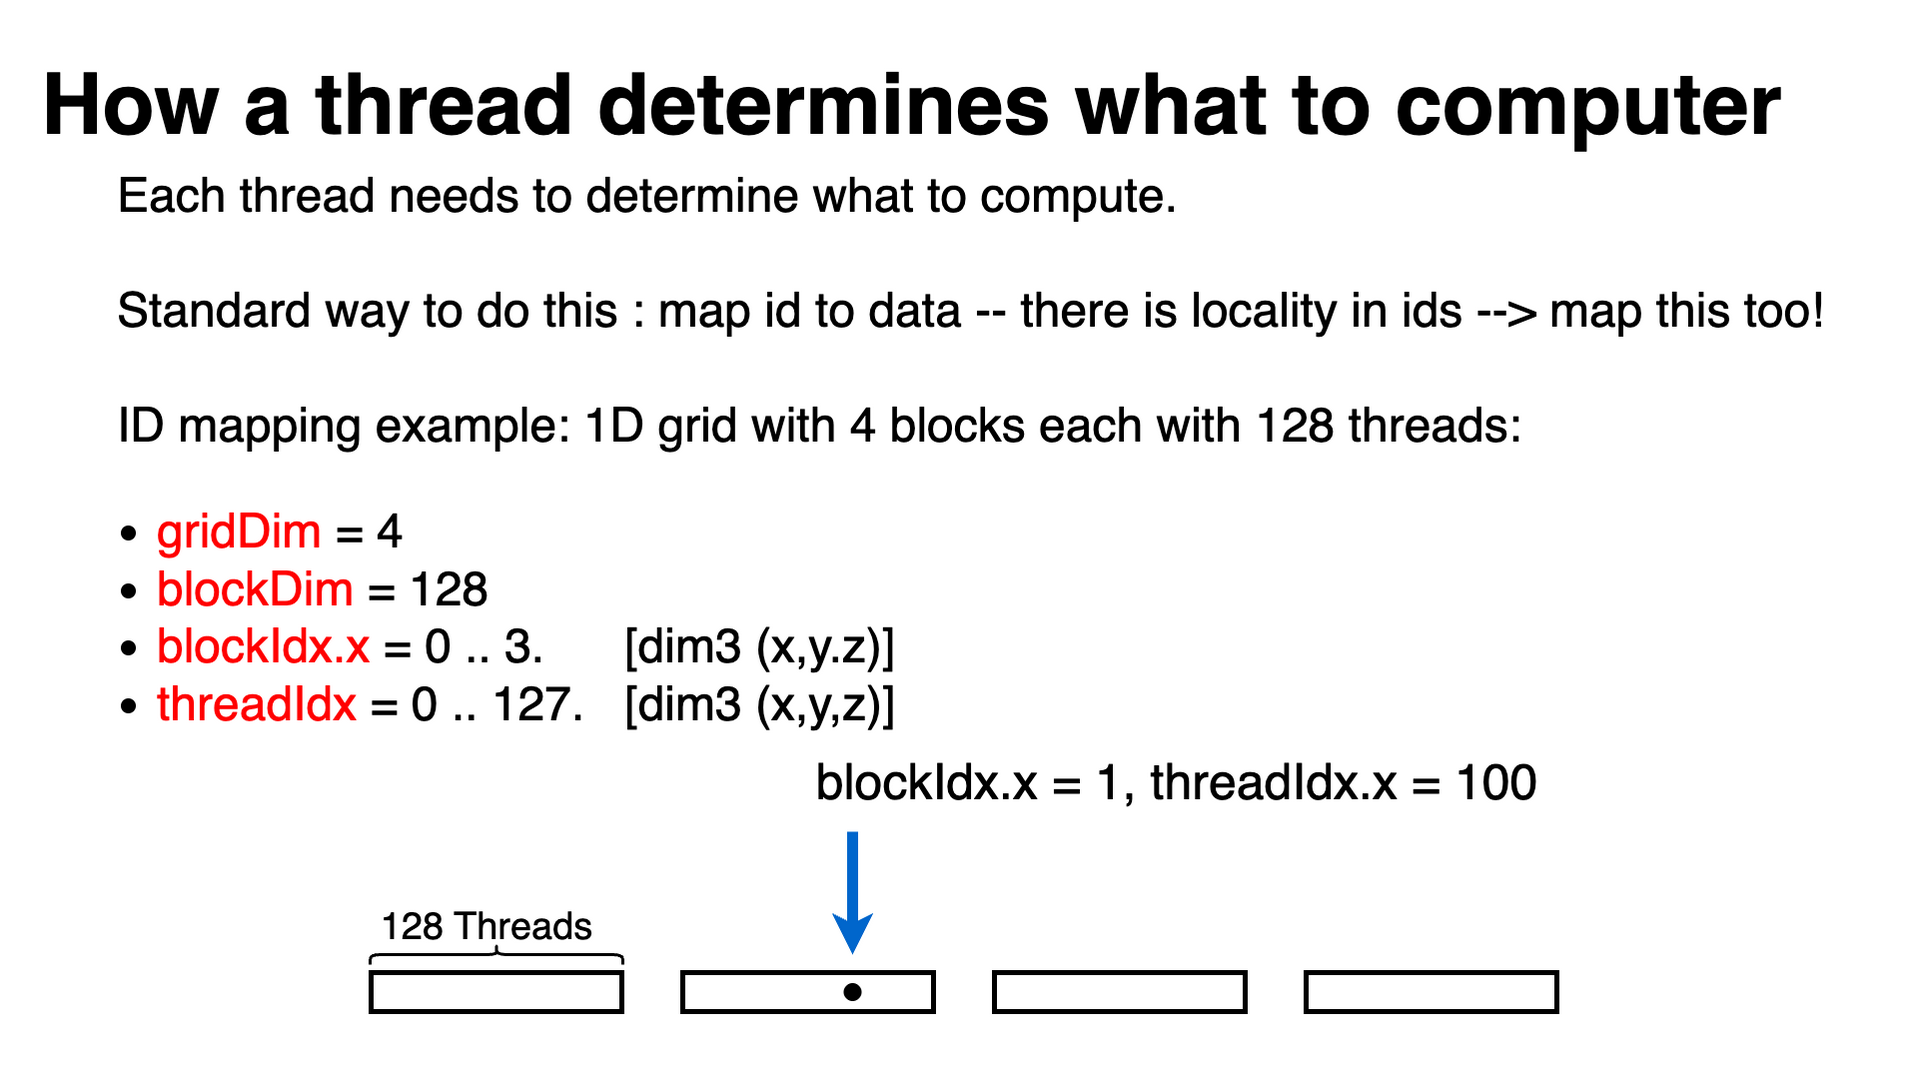 How a thread determines what to computer
Each thread needs to determine what to compute.
Standard way to do this : map id to data -- there is locality in ids --> map this too!
ID mapping example: 1D grid with 4 blocks each with 128 threads:
• gridDim = 4
• blockDim = 128
• blockIdx.x = 0 .. 3. [dim3 (x,y.z)]
• threadIdx = 0 .. 127. [dim3 (x,y,z)]
blockIdx.x = 1, threadIdx.x = 100
128 Threads